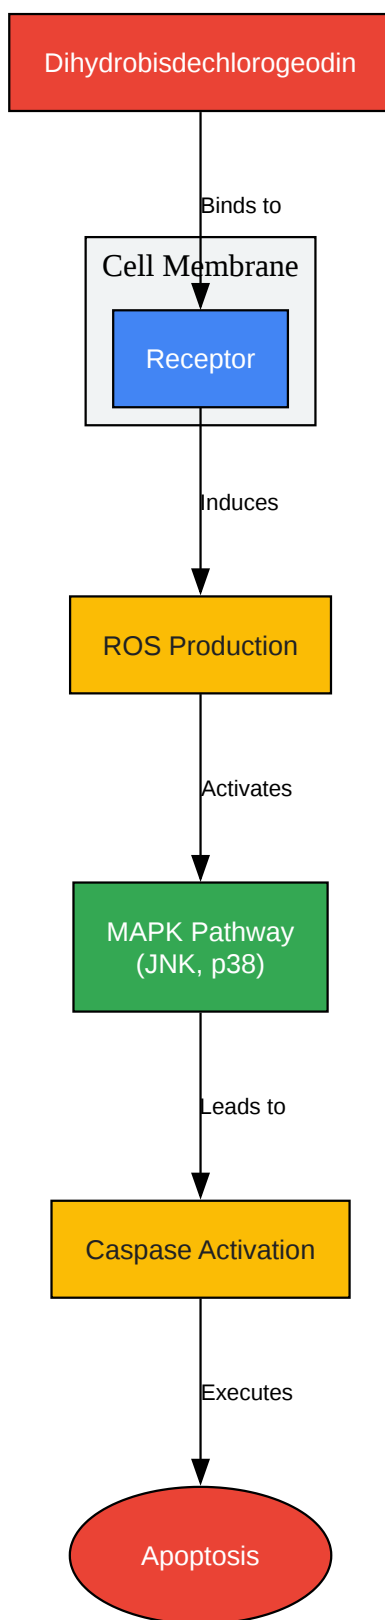 Dihydrobisdechlorogeodin
Binds to
Cell Membrane
Receptor
Induces
ROS Production
Activates
MAPK Pathway
(JNK, p38)
Leads to
Caspase Activation
Executes
Apoptosis